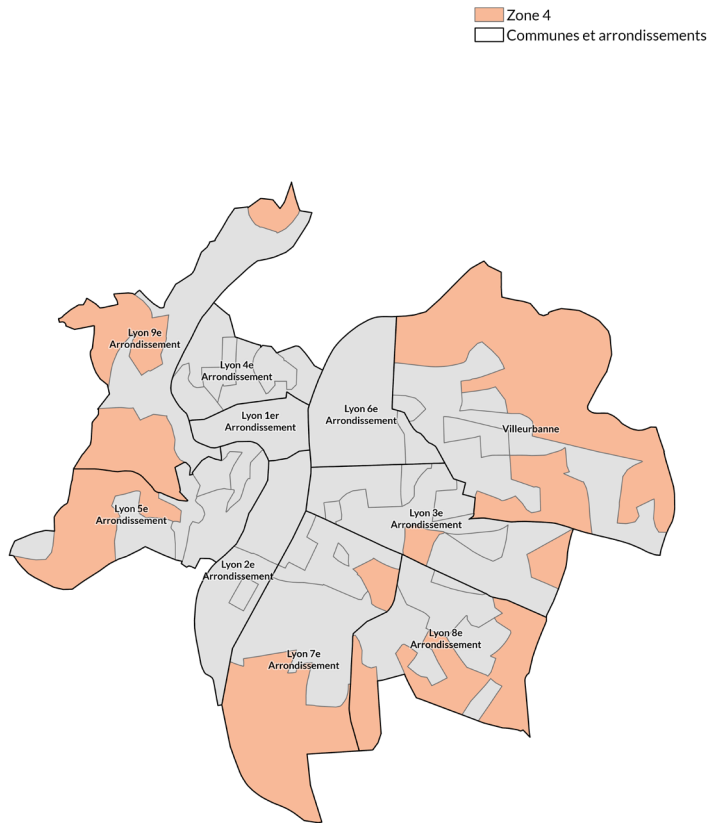 Zone 4
Communes et arrondissements
Lyon 9e
Arrondissement
Lyon 4e
Arrondissement
Lyon 1er
Arrondissement
Lyon 6e
Arrondissement
Villeurbanne
Lyon 5e
Arrondissement
Lyon 3e
Arrondissement
Lyon 2e
Arrondissement
Lyon 8e
Arrondissement
Lyon 7e
Arrondissement